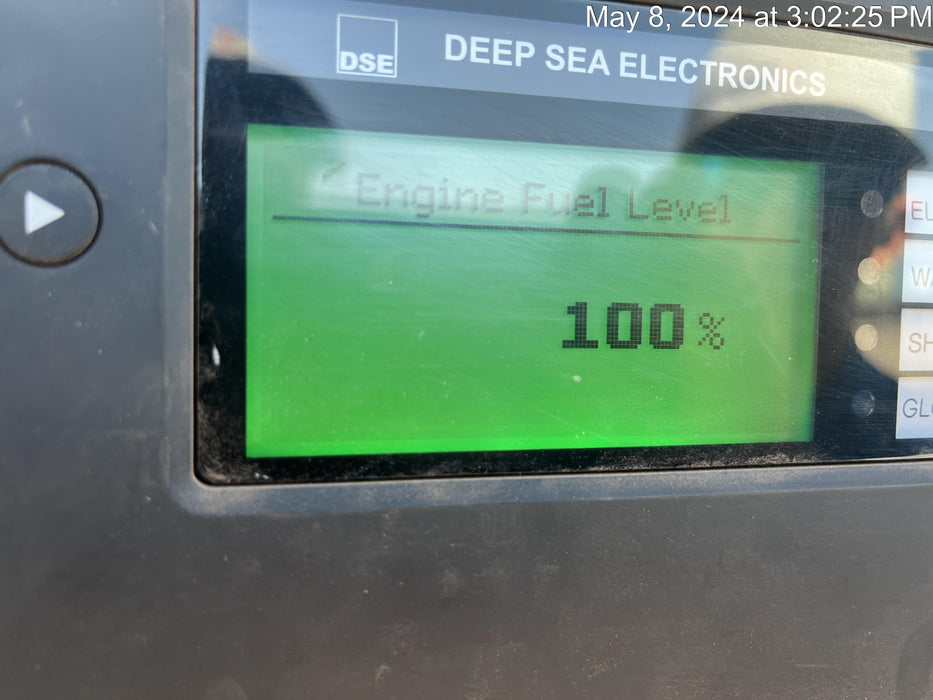 May 8, 2024 at 3:02:25 PM
DSE
DEEP SEA ELECTRONICS
Engine Fuel Level
100 %